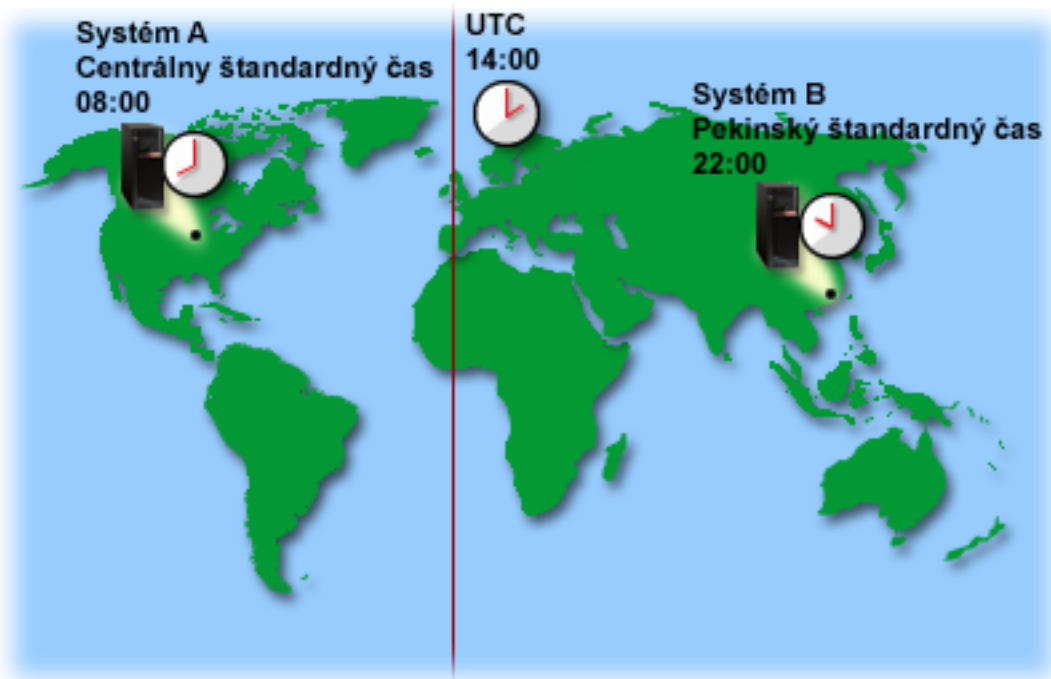 Systém A
Centrálny štandardný čas
08:00
UTC
14:00
Systém B
Pekinský štandardný čas
22:00